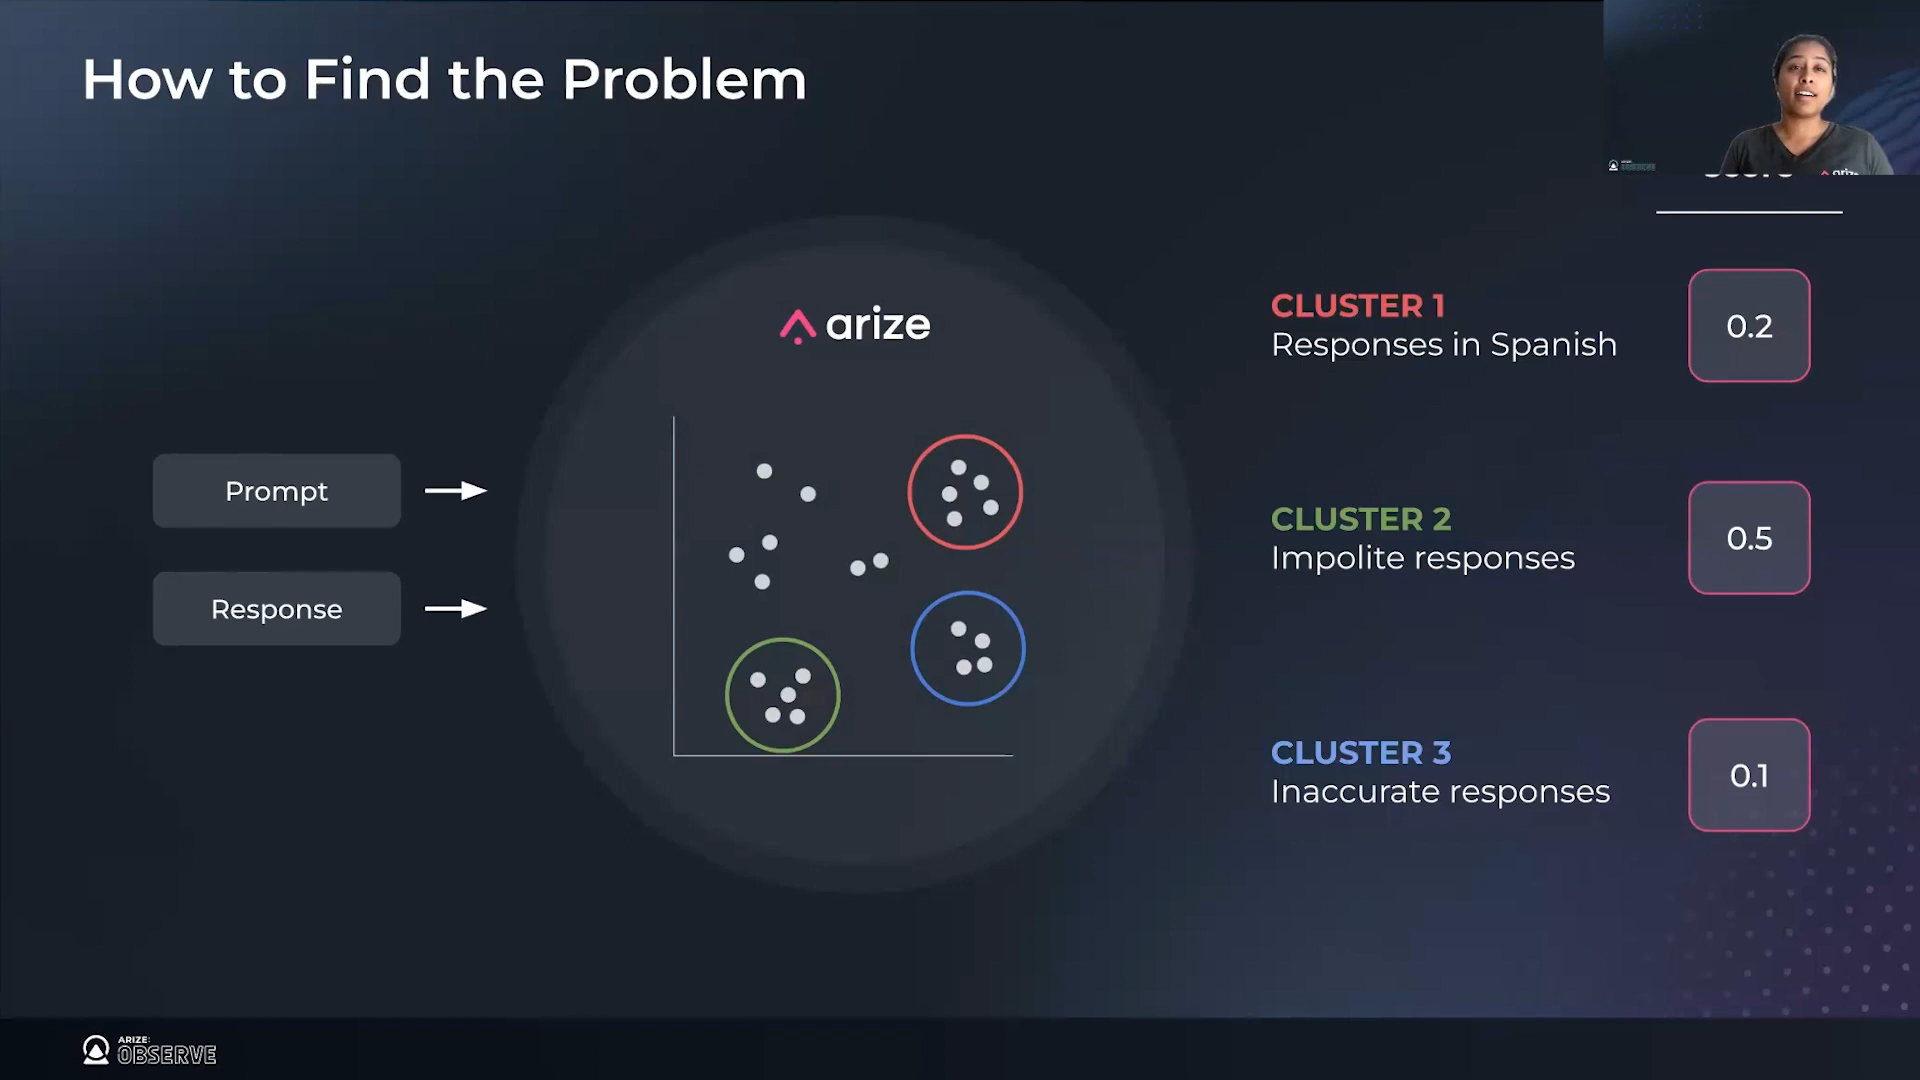 How to Find the Problem
arize
arize
CLUSTER 1
Responses in Spanish
0.2
Prompt
CLUSTER 2
Impolite responses
0.5
Response
CLUSTER 3
Inaccurate responses
0.1
ARIZE:
OBSERVE